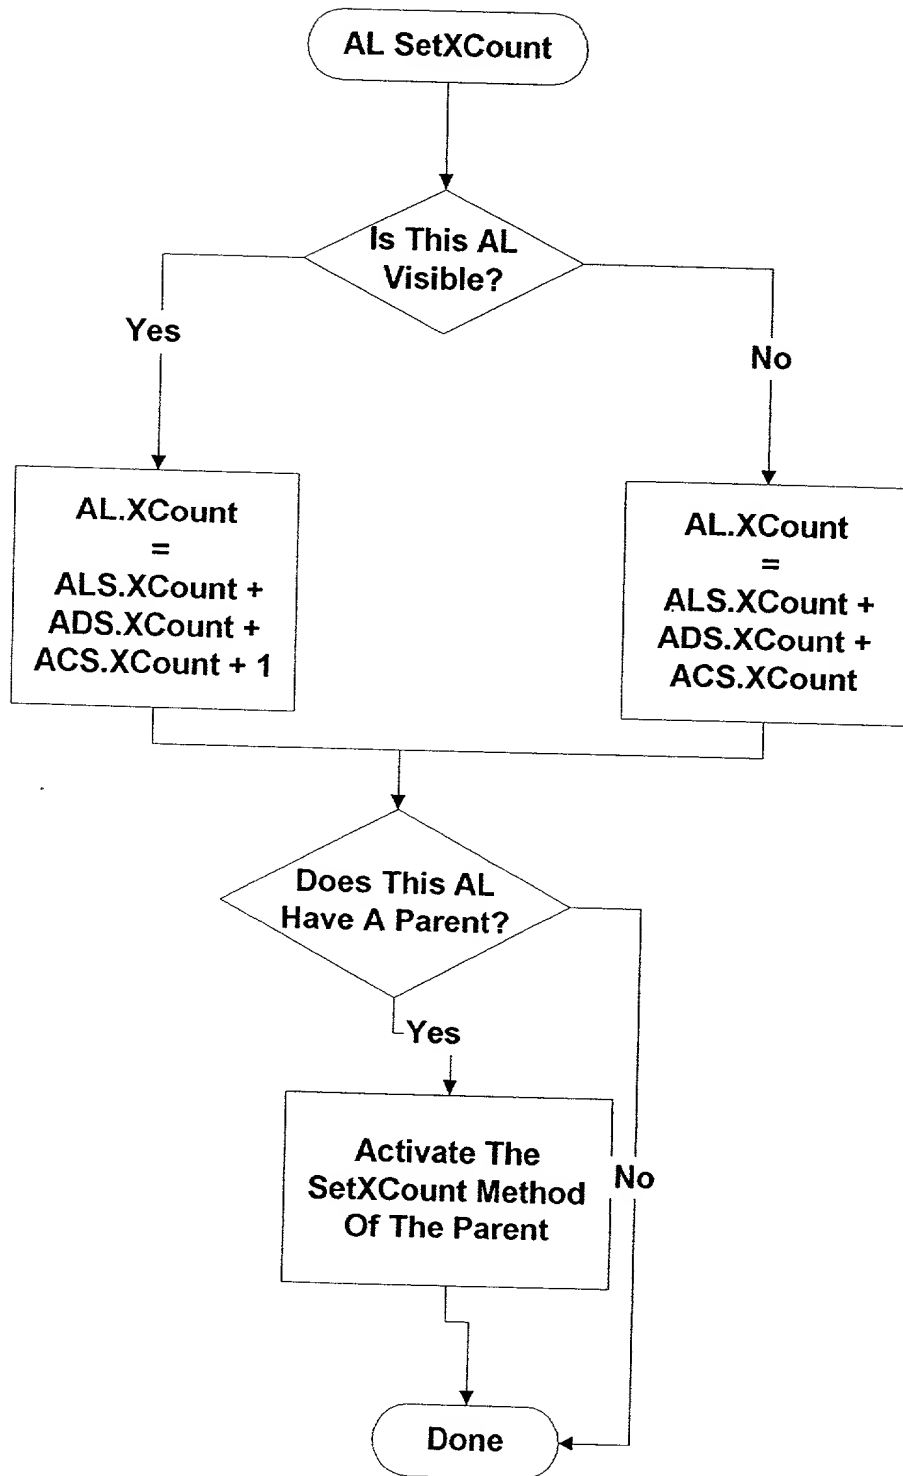 AL SetXCount
Is This AL
Visible?
Yes
No
AL.XCount
=
ALS.XCount +
ADS.XCount +
ACS.XCount + 1
AL.XCount
=
ALS.XCount +
ADS.XCount +
ACS.XCount
Does This AL
Have A Parent?
Yes
Activate The
SetXCount Method
Of The Parent
No
Done